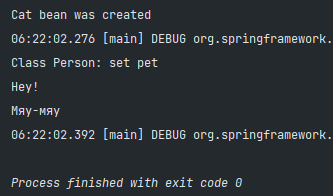 Cat bean was created
06:22:02.276 [main] DEBUG org.springframework.
Class Person: set pet
Hey!
Мяу-мяу
06:22:02.392 [main] DEBUG org.springframework.
Process finished with exit code 0